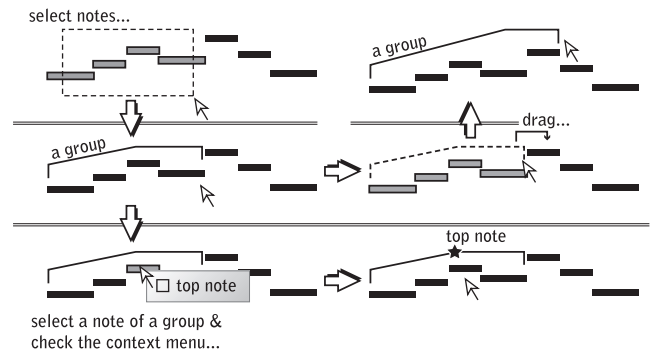 select notes...
a group
a group
drag...
top note
top note
select a note of a group &
check the context menu...